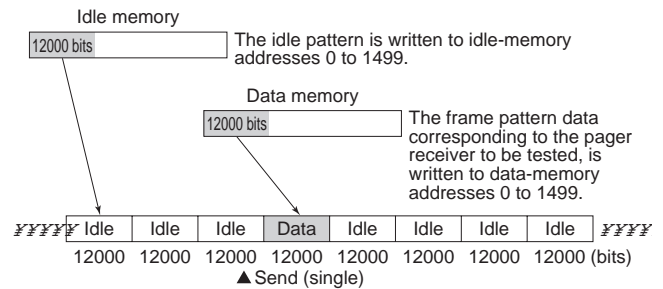 Idle memory
12000 bits
The idle pattern is written to idle-memory
addresses 0 to 1499.
Data memory
12000 bits
The frame pattern data
corresponding to the pager
receiver to be tested, is
written to data-memory
addresses 0 to 1499.
¥¥¥¥¥ Idle Idle Idle Data Idle Idle Idle Idle ¥¥¥¥
12000 12000 12000 12000 12000 12000 12000 12000 (bits)
▲Send (single)